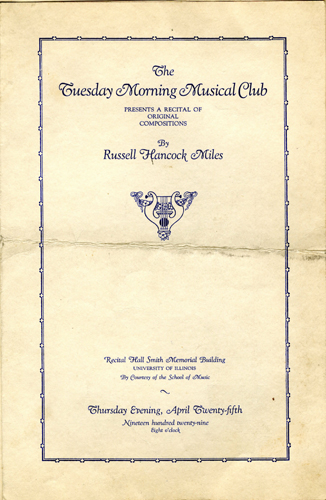 The
Tuesday Morning Musical Club
PRESENTS A RECITAL OF
ORIGINAL
COMPOSITIONS
By
Russell Hancock Miles
Recital Hall Smith Memorial Building
UNIVERSITY OF ILLINOIS
By Courtesy of the School of Music
Thursday Evening, April Twenty-fifth
Nineteen hundred twenty-nine
Eight o'clock